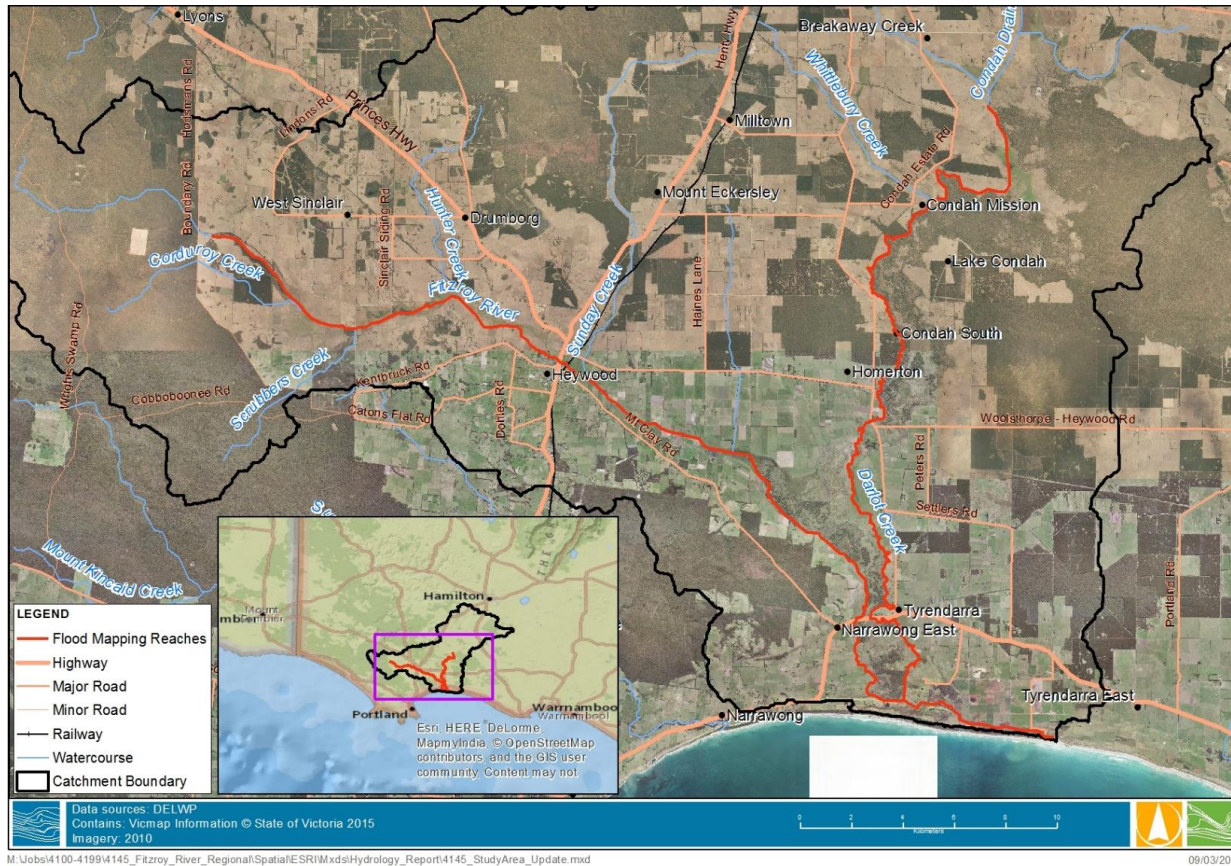 Lyons
Breakaway Creek
Condah Drain
Henty Hwy
Whittlebury Creek
Hodsmans Rd
Lindons Rd
Princes Hwy
Milltown
Boundary Rd
Condah Estate Rd
Mount Eckersley
West Sinclair
Sinclair Siding Rd
Hunter Creek
Drumborg
Condah Mission
Corduroy Creek
Haines Lane
Lake Condah
Fitzroy River
Sunday Creek
Condah South
Wrights Swamp Rd
Scrubbers Creek
Kentbruck Rd
Heywood
Homerton
Cobboboonee Rd
Catons Flat Rd
Dothies Rd
Mt Clay Rd
Woolsthorpe - Heywood Rd
Peters Rd
Darlot Creek
Settlers Rd
Mount Kincaid Creek
Portland Rd
Tyrendarra
Narrawong East
Tyrendarra East
Narrawong
LEGEND
Flood Mapping Reaches
Highway
Major Road
Minor Road
Railway
Watercourse
Catchment Boundary
Hamilton
Mount
Portland
Warrnambool
Esri, HERE, DeLorme,
MapmyIndia, © OpenStreetMap
contributors, and the GIS user
community, Content may not
Data sources: DELWP
Contains: Vicmap Information © State of Victoria 2015
Imagery: 2010
0 2 4 6 8 10
Kilometers
M:\Jobs\4100-4199\4145_Fitzroy_River_Regional\Spatial\ESRI\Mxds\Hydrology_Report\4145_StudyArea_Update.mxd
09/03/20